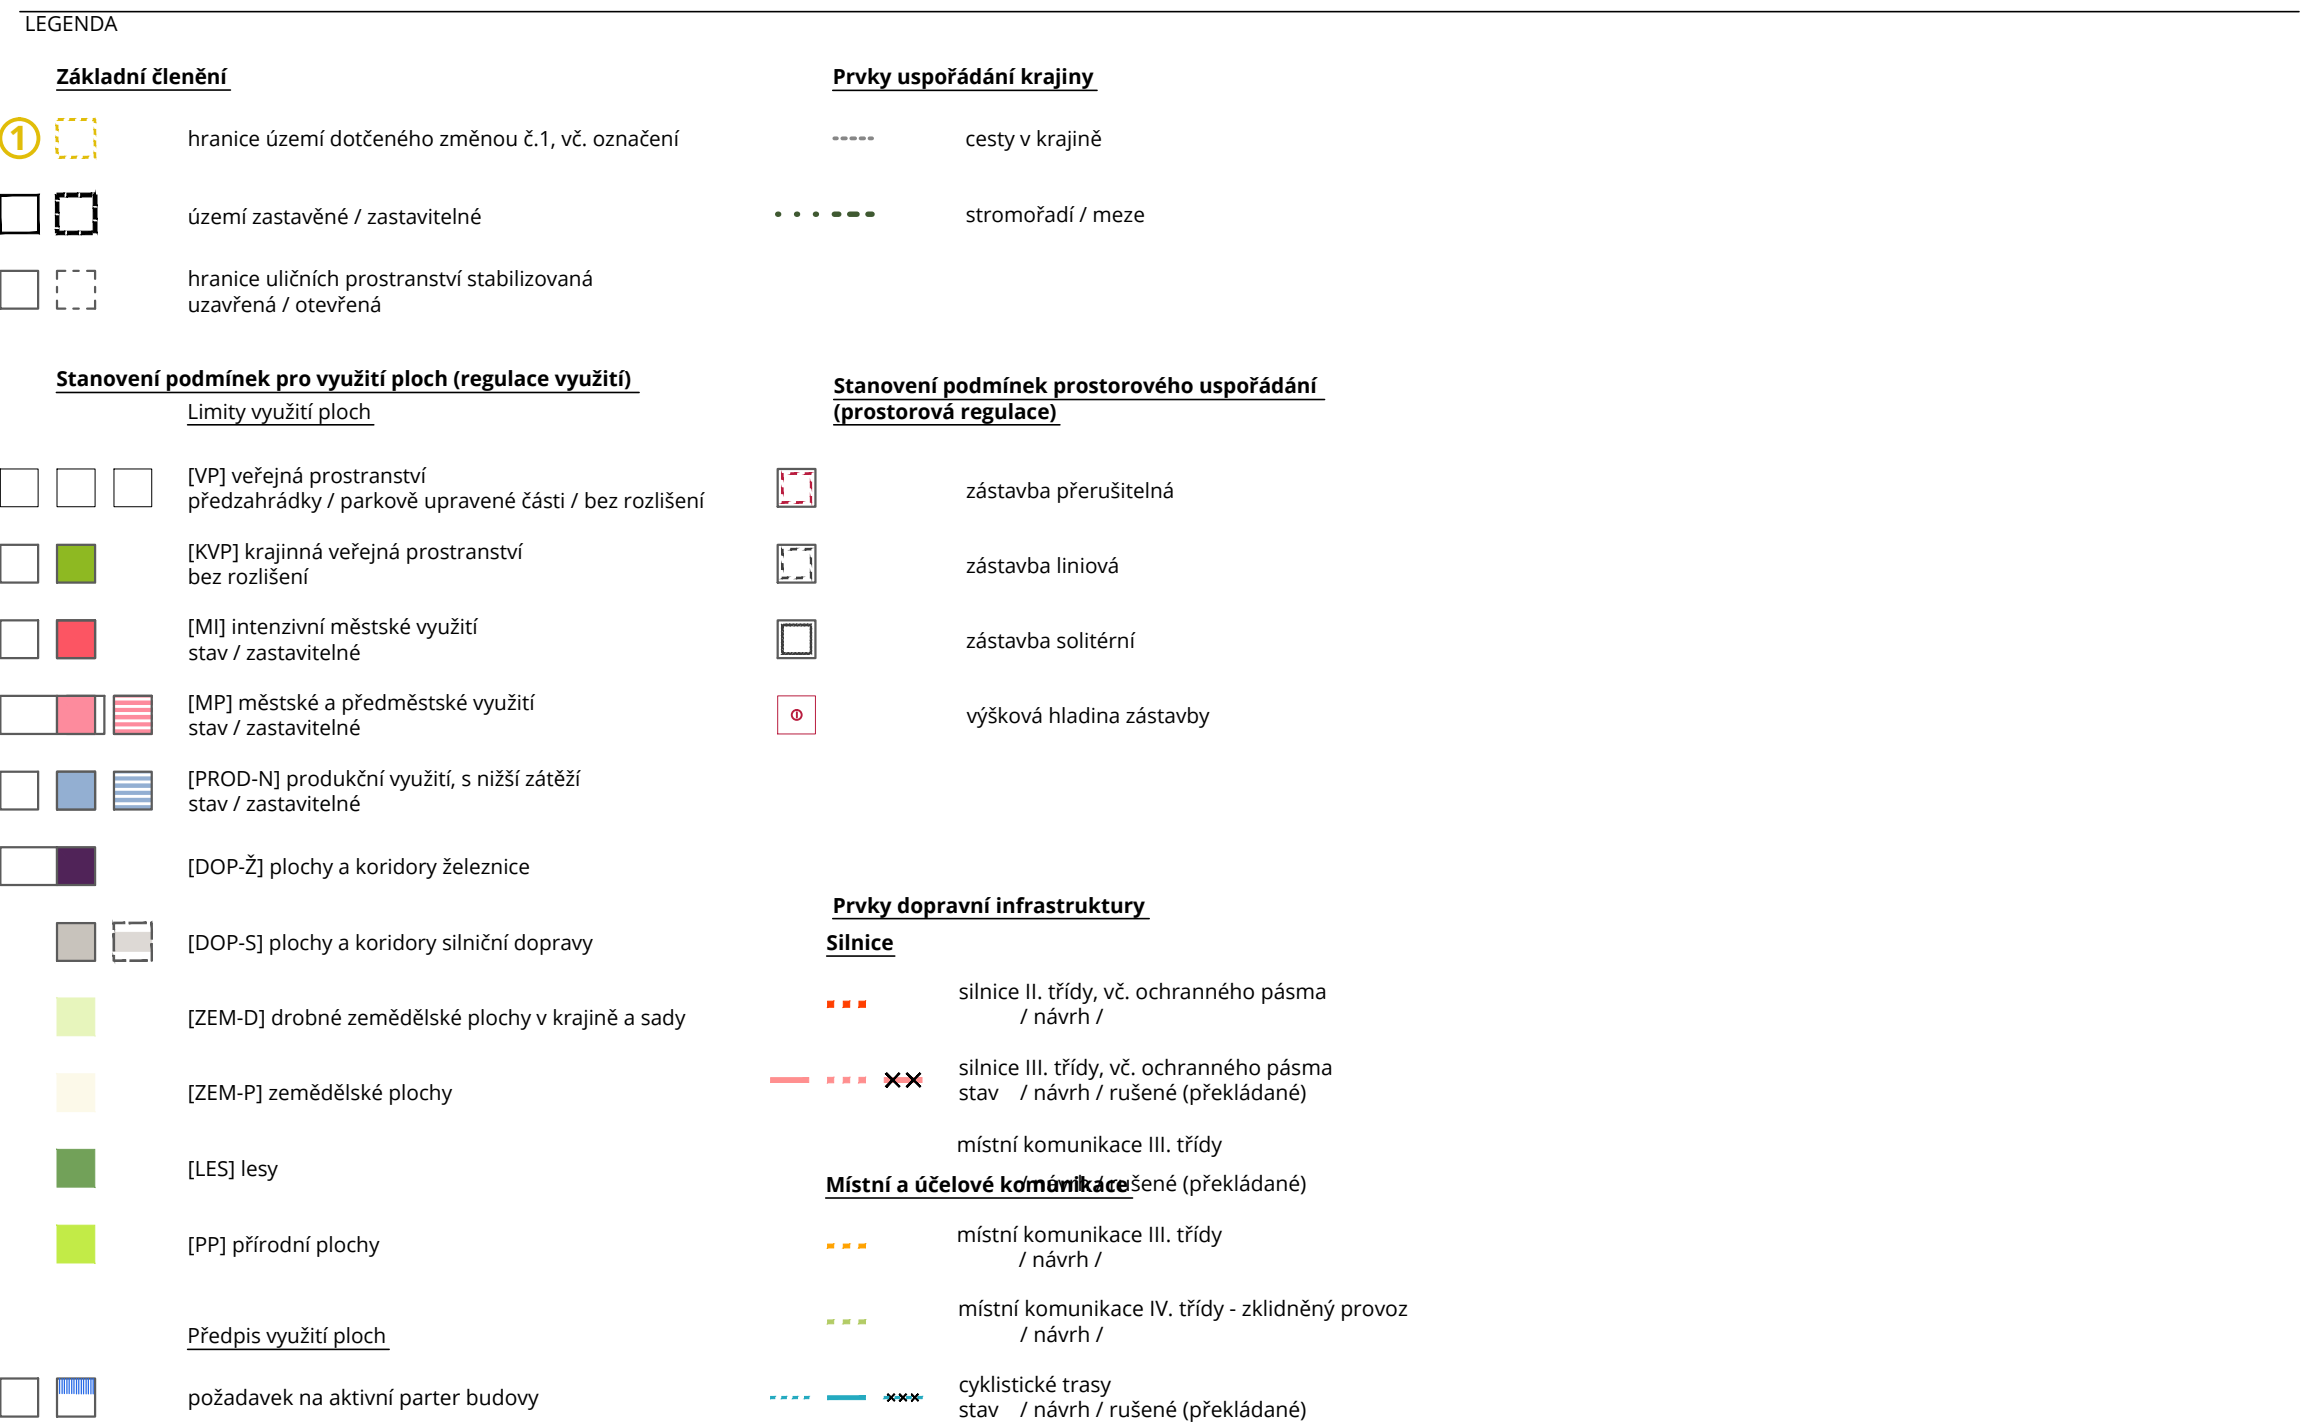 LEGENDA
Základní členění
1
hranice území dotčeného změnou č.1, vč. označení
území zastavěné / zastavitelné
hranice uličních prostranství stabilizovaná
uzavřená / otevřená
Stanovení podmínek pro využití ploch (regulace využití)
Limity využití ploch
[VP] veřejná prostranství
předzahrádky / parkově upravené části / bez rozlišení
[KVP] krajinná veřejná prostranství
bez rozlišení
[MI] intenzivní městské využití
stav / zastavitelné
[MP] městské a předměstské využití
stav / zastavitelné
[PROD-N] produkční využití, s nižší zátěží
stav / zastavitelné
[DOP-Ž] plochy a koridory železnice
[DOP-S] plochy a koridory silniční dopravy
[ZEM-D] drobné zemědělské plochy v krajině a sady
[ZEM-P] zemědělské plochy
[LES] lesy
[PP] přírodní plochy
Předpis využití ploch
požadavek na aktivní parter budovy
Prvky uspořádání krajiny
cesty v krajině
stromořadí / meze
Stanovení podmínek prostorového uspořádání
(prostorová regulace)
zástavba přerušitelná
zástavba liniová
zástavba solitérní
výšková hladina zástavby
Prvky dopravní infrastruktury
Silnice
silnice II. třídy, vč. ochranného pásma
/ návrh /
silnice III. třídy, vč. ochranného pásma
stav / návrh / rušené (překládané)
místní komunikace III. třídy
/ návrh / rušené (překládané)
Místní a účelové komunikace
místní komunikace III. třídy
/ návrh /
místní komunikace IV. třídy - zklidněný provoz
/ návrh /
cyklistické trasy
stav / návrh / rušené (překládané)